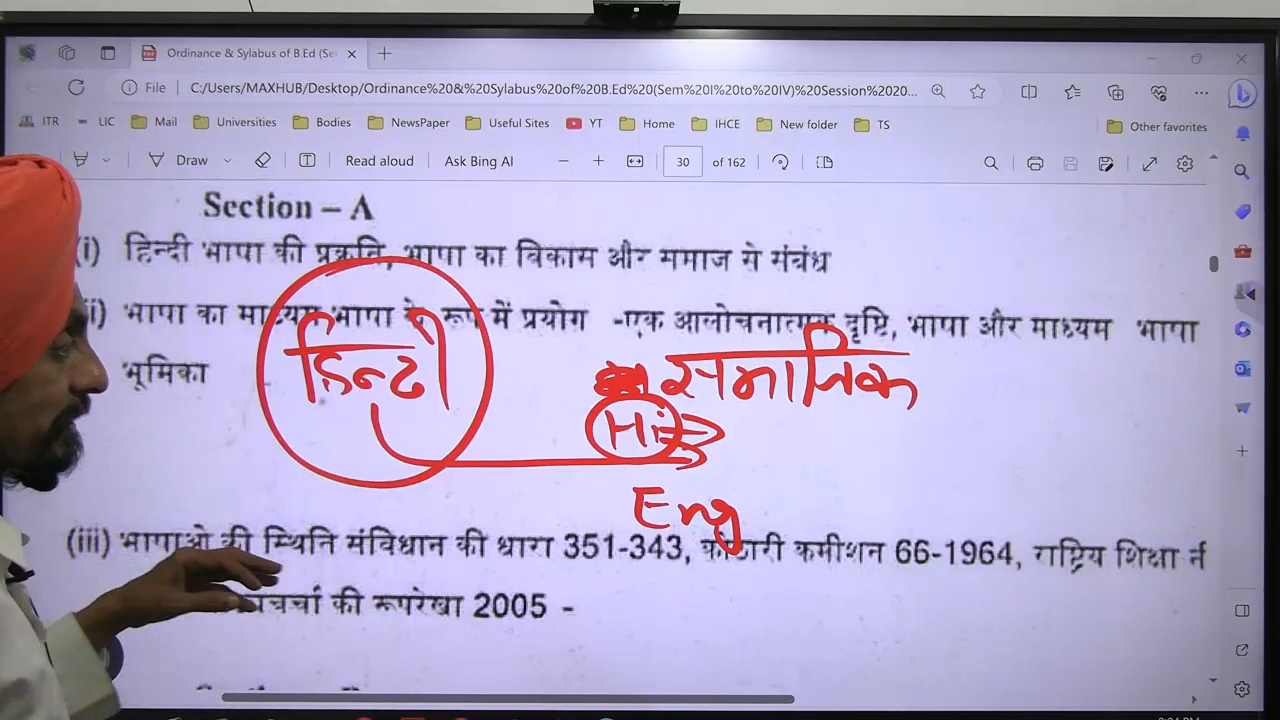 Ordinance & Sylabus of B.Ed (Se
File C:/Users/MAXHUB/Desktop/Ordinance%20&%20Sylabus%20of%20B.Ed%20(Sem%20I%20to%20IV)%20Session%2020...
ITR LIC Mail Universities Bodies NewsPaper Useful Sites YT Home IHCE New folder TS Other favorites
Draw Read aloud Ask Bing AI 30 of 162
Section – A
(i) हिन्दी भाषा की प्रकृति, भाषा का विकास और समाज से संबंध
ii) भाषा का माध्यम भाषा के रूप में प्रयोग -एक आलोचनात्मक दृष्टि, भाषा और माध्यम भाषा
भूमिका
हिन्दी
समाजिक
Hi
Eng
(iii) भाषाओ की स्थिति संविधान की धारा 351-343, कोठारी कमीशन 66-1964, राष्ट्रिय शिक्षा
की रूपरेखा 2005 -